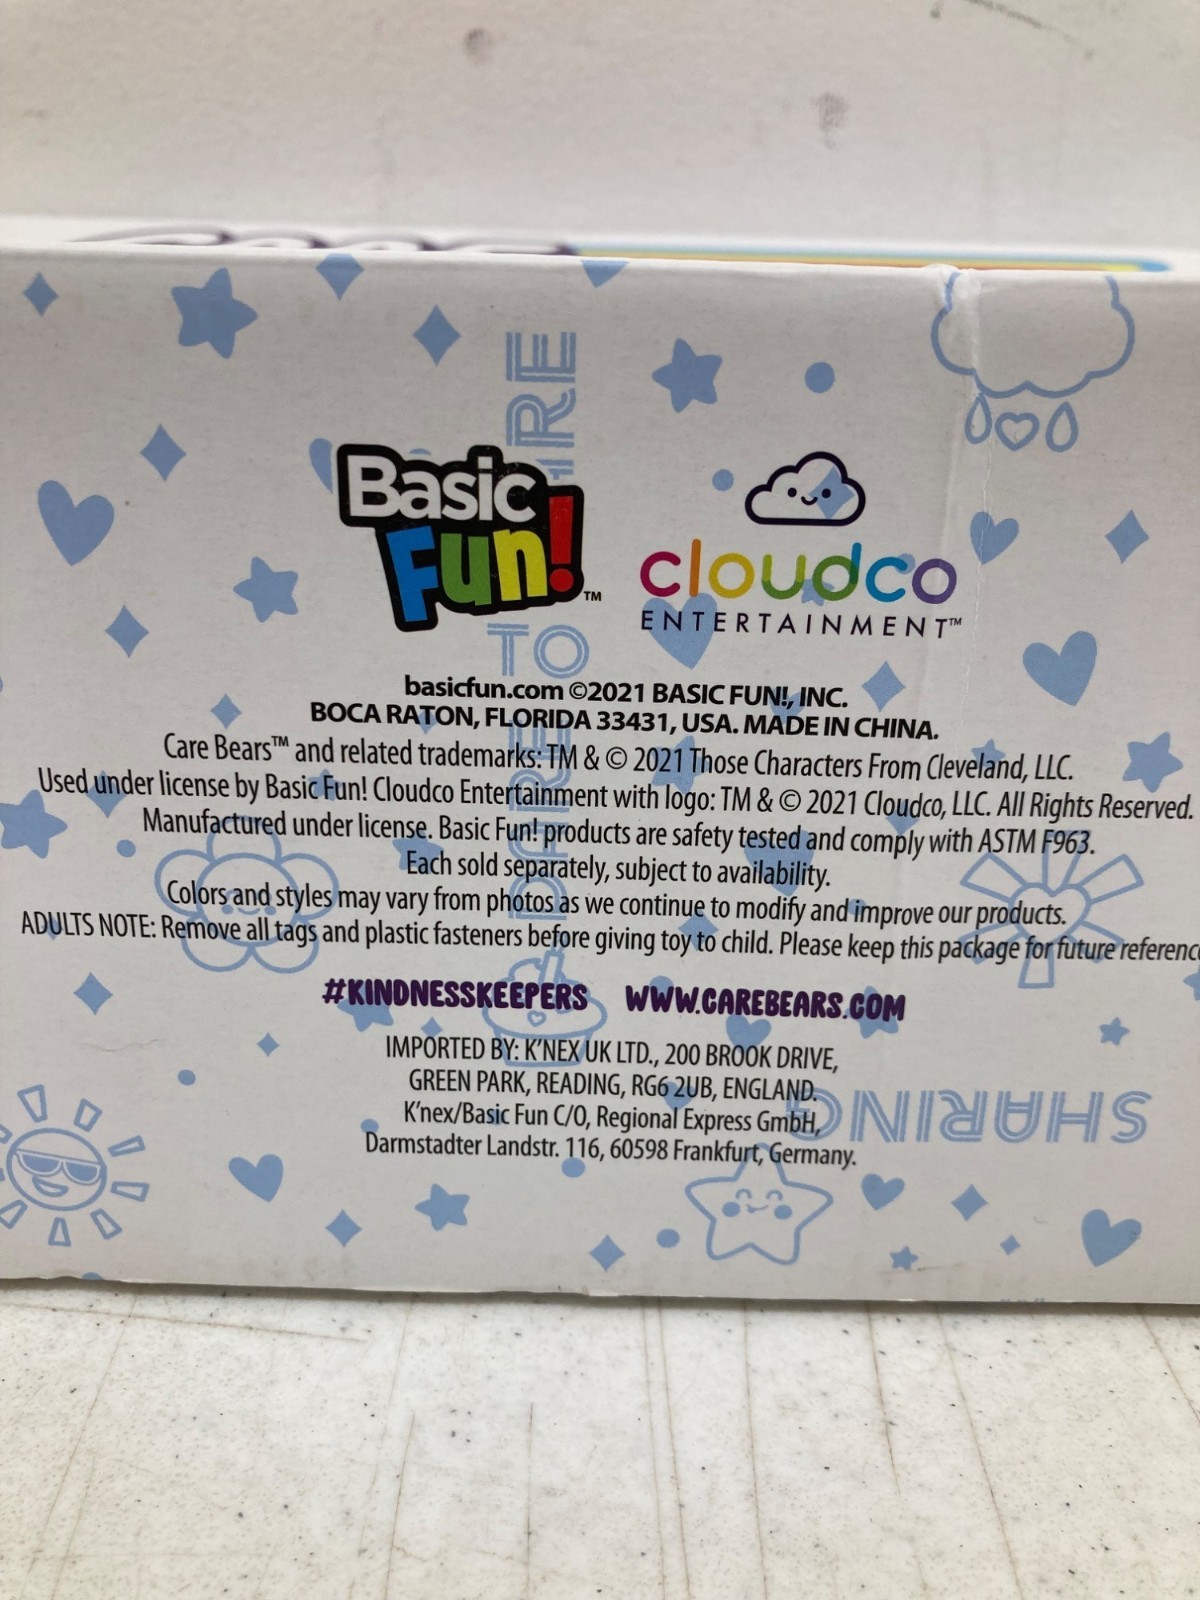 Basic
Fun!™
cloudco
ENTERTAINMENT™
DARE TO
basicfun.com ©2021 BASIC FUN!, INC.
BOCA RATON, FLORIDA 33431, USA. MADE IN CHINA.
Care Bears™ and related trademarks: TM & © 2021 Those Characters From Cleveland, LLC.
Used under license by Basic Fun! Cloudco Entertainment with logo: TM & © 2021 Cloudco, LLC. All Rights Reserved.
Manufactured under license. Basic Fun! products are safety tested and comply with ASTM F963.
Each sold separately, subject to availability.
Colors and styles may vary from photos as we continue to modify and improve our products.
ADULTS NOTE: Remove all tags and plastic fasteners before giving toy to child. Please keep this package for future referenc
#KINDNESSKEEPERS WWW.CAREBEARS.COM
IMPORTED BY: K'NEX UK LTD., 200 BROOK DRIVE,
GREEN PARK, READING, RG6 2UB, ENGLAND.
K'nex/Basic Fun C/O, Regional Express GmbH,
Darmstadter Landstr. 116, 60598 Frankfurt, Germany.
SHARING